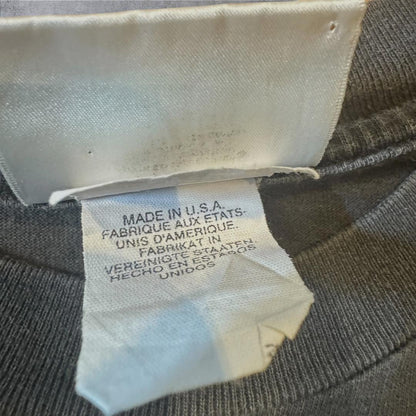 MADE IN U.S.A.
FABRIQUE AUX ETATS-
UNIS D'AMERIQUE.
FABRIKAT IN
VEREINIGTE STAATEN
HECHO EN ESTADOS
UNIDOS